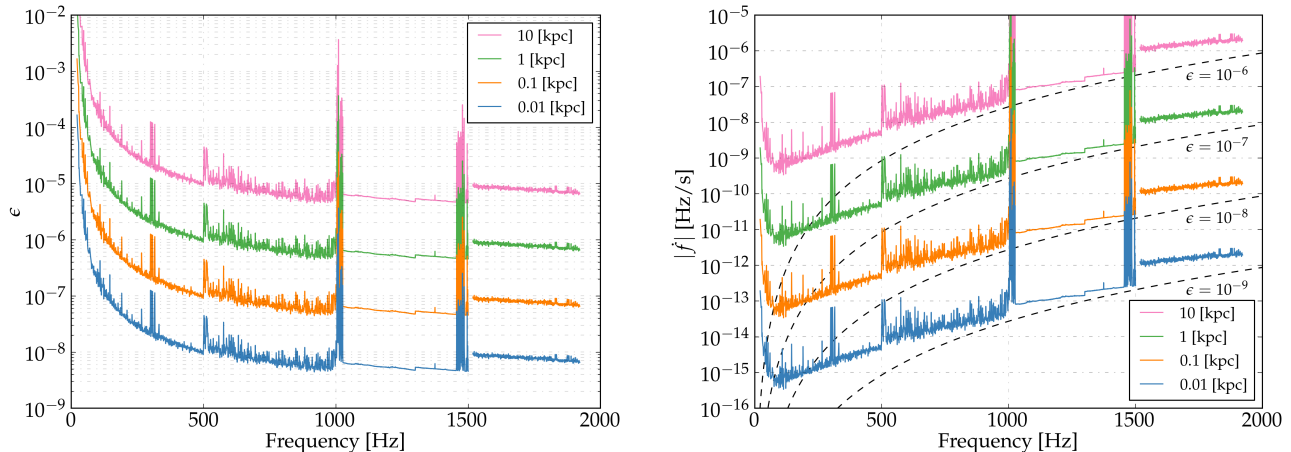 10⁻²
10⁻³
10⁻⁴
10⁻⁵
10⁻⁶
10⁻⁷
10⁻⁸
10⁻⁹
ϵ
0
500
1000
1500
2000
Frequency [Hz]
10 [kpc]
1 [kpc]
0.1 [kpc]
0.01 [kpc]
10⁻⁵
10⁻⁶
10⁻⁷
10⁻⁸
10⁻⁹
10⁻¹⁰
10⁻¹¹
10⁻¹²
10⁻¹³
10⁻¹⁴
10⁻¹⁵
10⁻¹⁶
|ḟ| [Hz/s]
ϵ = 10⁻⁶
ϵ = 10⁻⁷
ϵ = 10⁻⁸
ϵ = 10⁻⁹
10 [kpc]
1 [kpc]
0.1 [kpc]
0.01 [kpc]
0
500
1000
1500
2000
Frequency [Hz]